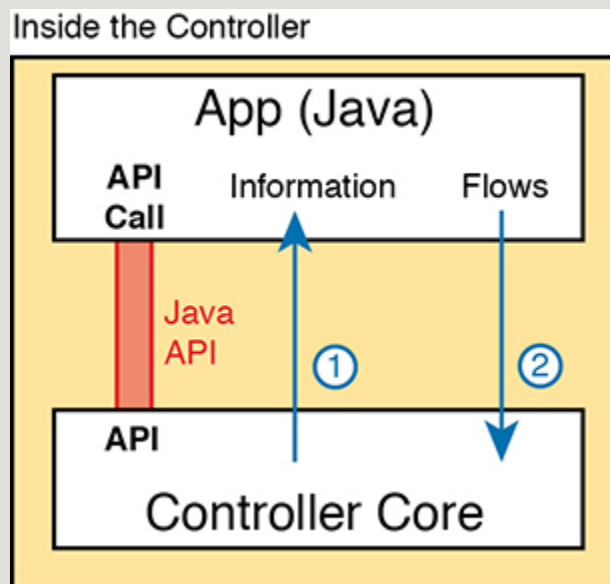 Inside the Controller
App (Java)
API
Call
Information
Flows
Java
API
1
2
API
Controller Core